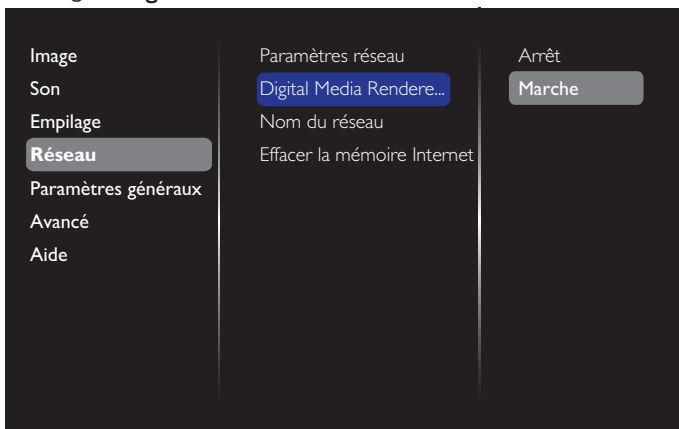 Image
Son
Empilage
Réseau
Paramètres généraux
Avancé
Aide
Paramètres réseau
Digital Media Rendere...
Nom du réseau
Effacer la mémoire Internet
Arrêt
Marche